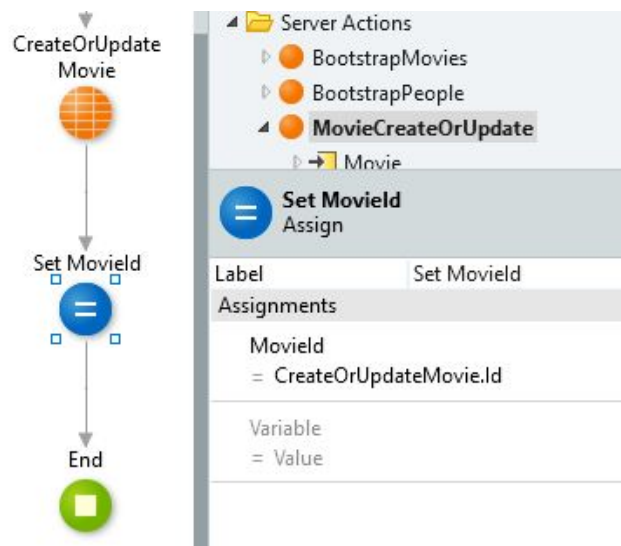 CreateOrUpdate
Movie
Set MovieId
End
Server Actions
BootstrapMovies
BootstrapPeople
MovieCreateOrUpdate
Movie
Set MovieId
Assign
Label Set MovieId
Assignments
MovieId
= CreateOrUpdateMovie.Id
Variable
= Value